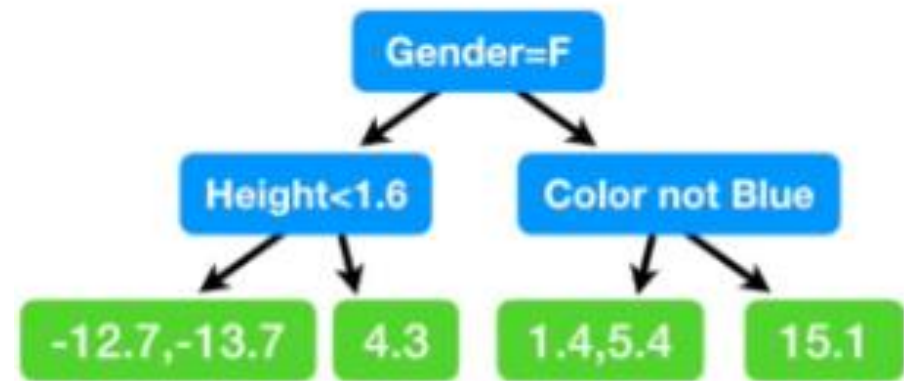 Gender=F
Height<1.6
Color not Blue
-12.7,-13.7
4.3
1.4,5.4
15.1